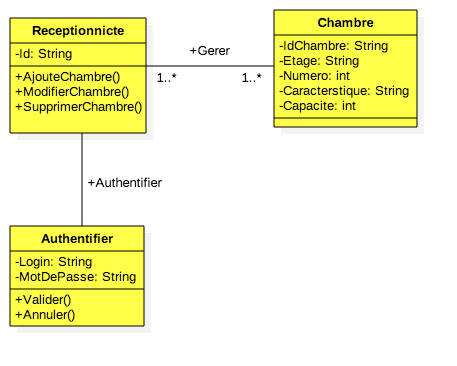 Receptionnicte
-Id: String
+AjouteChambre()
+ModifierChambre()
+SupprimerChambre()
+Gerer
1..*
1..*
Chambre
-IdChambre: String
-Etage: String
-Numero: int
-Caracterstique: String
-Capacite: int
+Authentifier
Authentifier
-Login: String
-MotDePasse: String
+Valider()
+Annuler()